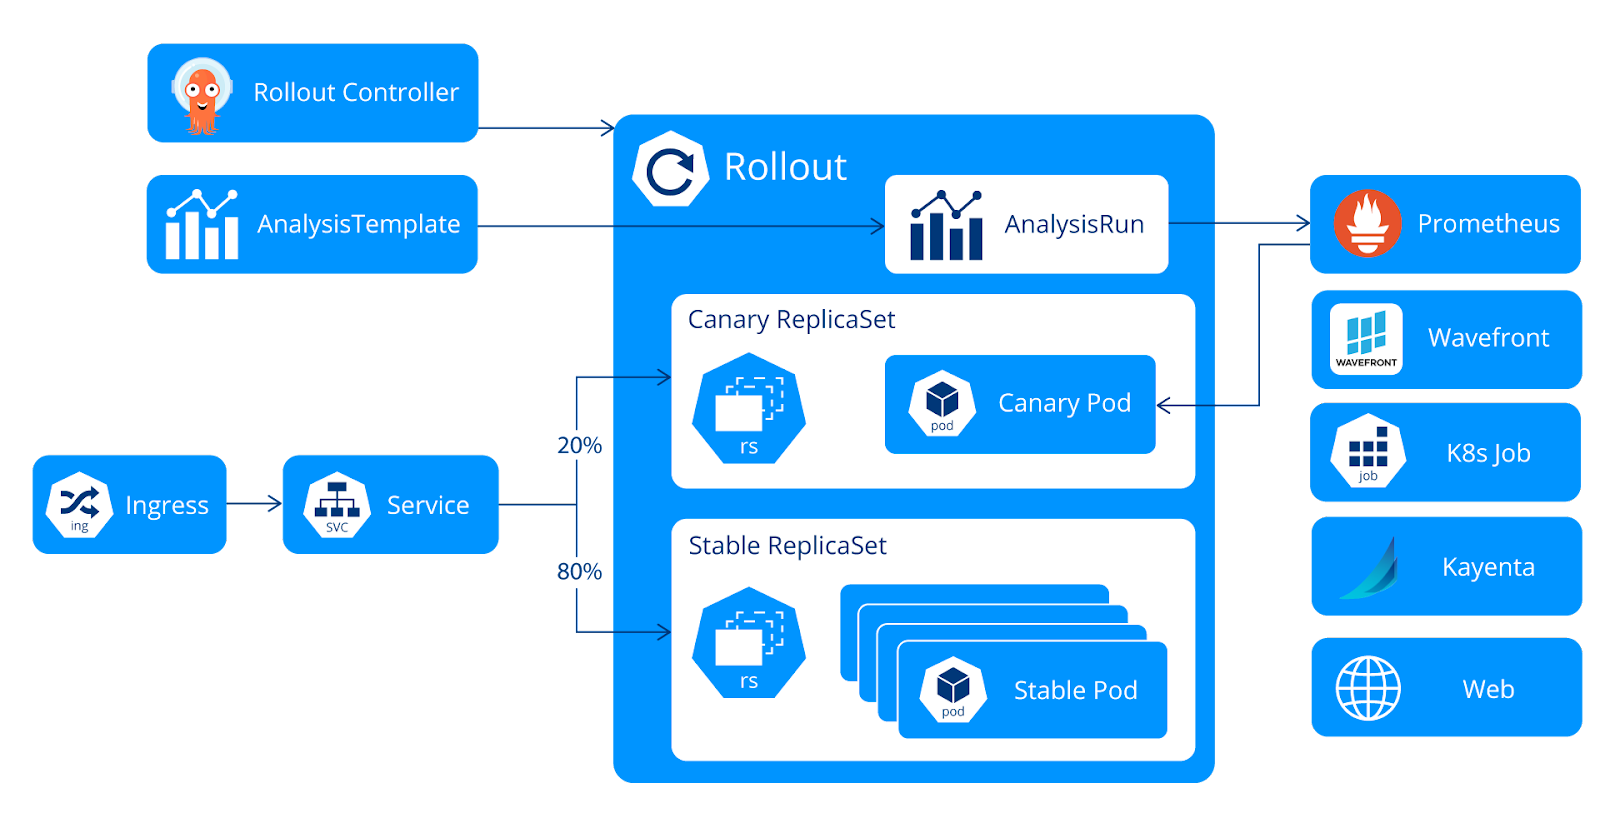 Rollout Controller
AnalysisTemplate
Rollout
AnalysisRun
Prometheus
Canary ReplicaSet
rs
pod
Canary Pod
Wavefront
WAVEFRONT
K8s Job
job
20%
Ingress
ing
Service
SVC
80%
Stable ReplicaSet
rs
pod
Stable Pod
Kayenta
Web